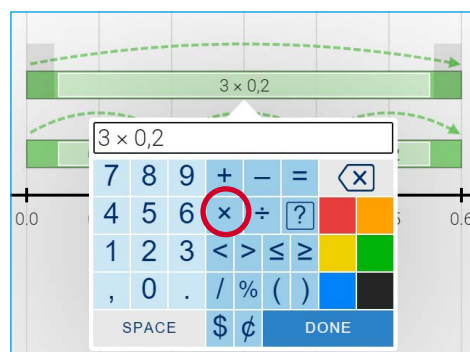 3 × 0,2
3 × 0,2
7 8 9 + − =
4 5 6 × ÷ ?
1 2 3 < > ≤ ≥
, 0 . / % ( )
SPACE $ ¢ DONE
0.0 0.6